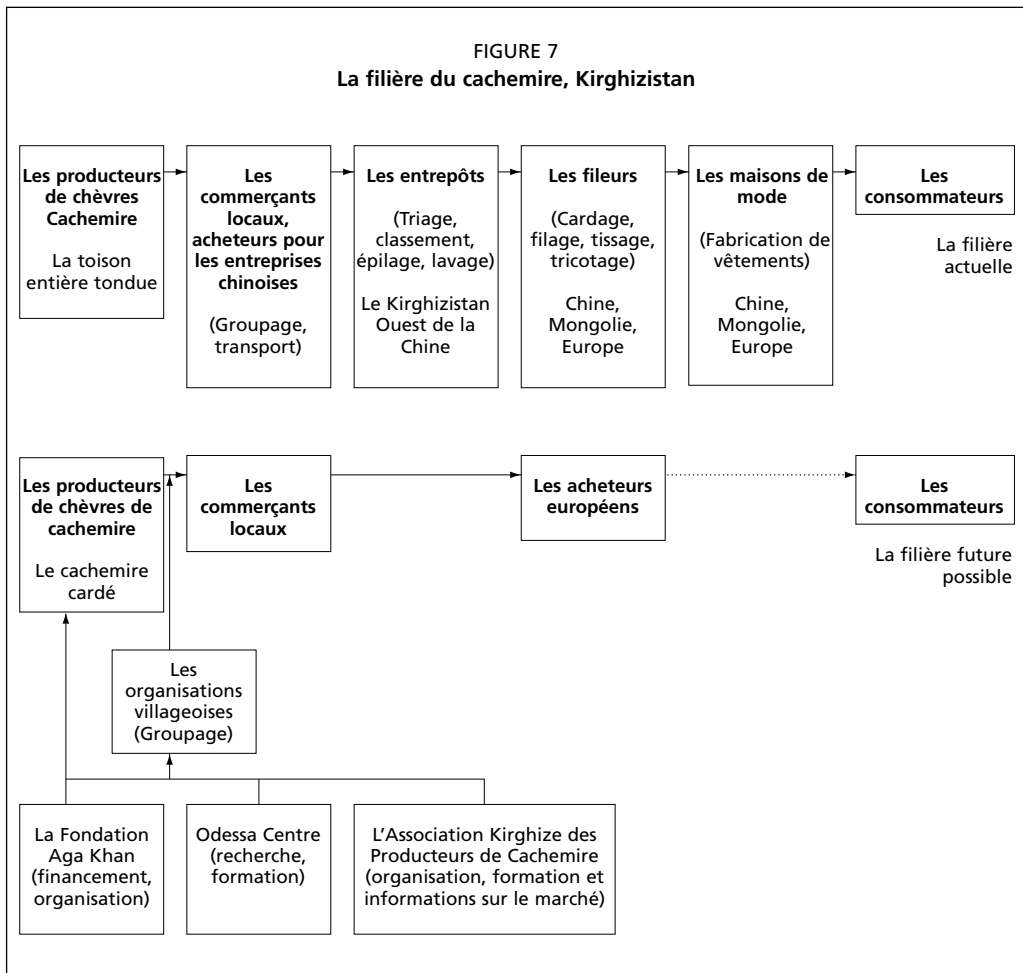 FIGURE 7
La filière du cachemire, Kirghizistan
Les producteurs
de chèvres
Cachemire
La toison
entière tondue
Les
commerçants
locaux,
acheteurs pour
les entreprises
chinoises
(Groupage,
transport)
Les entrepôts
(Triage,
classement,
épilage, lavage)
Le Kirghizistan
Ouest de la
Chine
Les fileurs
(Cardage,
filage, tissage,
tricotage)
Chine,
Mongolie,
Europe
Les maisons de
mode
(Fabrication de
vêtements)
Chine,
Mongolie,
Europe
Les
consommateurs
La filière
actuelle
Les producteurs
de chèvres de
cachemire
Le cachemire
cardé
Les
commerçants
locaux
Les acheteurs
européens
Les
consommateurs
La filière future
possible
Les
organisations
villageoises
(Groupage)
La Fondation
Aga Khan
(financement,
organisation)
Odessa Centre
(recherche,
formation)
L'Association Kirghize des
Producteurs de Cachemire
(organisation, formation et
informations sur le marché)